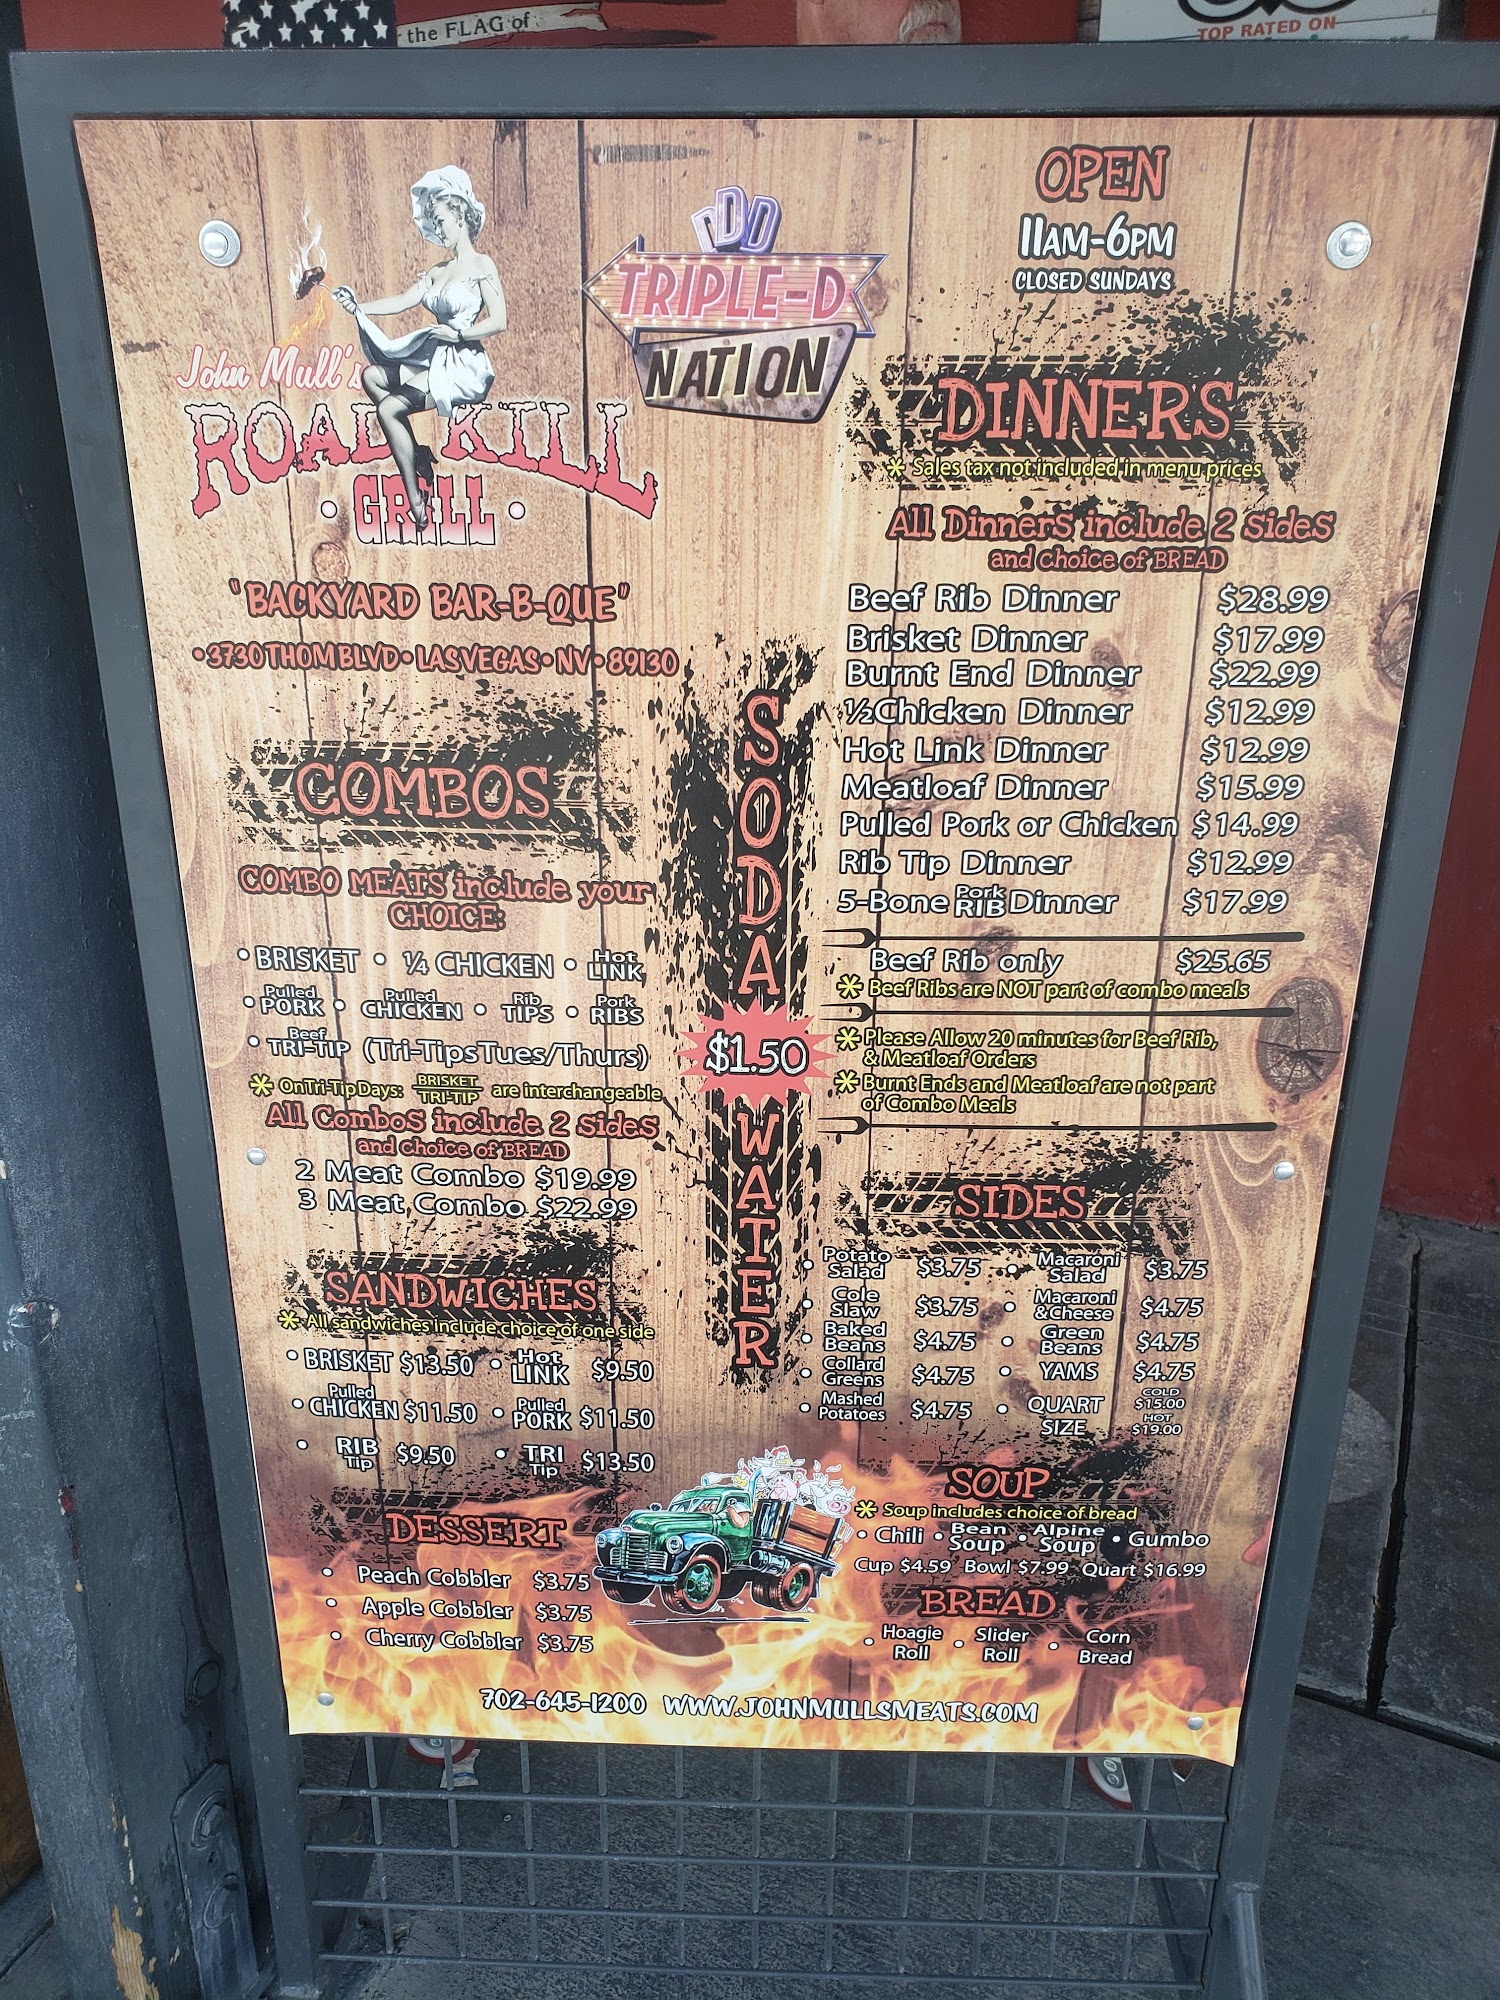 the FLAG of
TOP RATED ON
John Mull's
ROAD KILL
• GRILL •
"BACKYARD BAR-B-QUE"
• 3730 THOM BLVD • LAS VEGAS • NV • 89130
DDD
TRIPLE-D
NATION
OPEN
11AM-6PM
CLOSED SUNDAYS
COMBOS
COMBO MEATS include your
CHOICE:
• BRISKET • ¼ CHICKEN • Hot LINK
• Pulled PORK • Pulled CHICKEN • Rib TIPS • Pork RIBS
• Beef TRI-TIP (Tri-Tips Tues/Thurs)
* On Tri-Tip Days: BRISKET TRI-TIP are interchangeable
All Combos include 2 sides
and choice of BREAD
2 Meat Combo $19.99
3 Meat Combo $22.99
SANDWICHES
* All sandwiches include choice of one side
• BRISKET $13.50 • Hot LINK $9.50
• Pulled CHICKEN $11.50 • Pulled PORK $11.50
• RIB Tip $9.50 • TRI Tip $13.50
DESSERT
• Peach Cobbler $3.75
• Apple Cobbler $3.75
• Cherry Cobbler $3.75
SODA
$1.50
WATER
DINNERS
* Sales tax not included in menu prices
All Dinners include 2 sides
and choice of BREAD
Beef Rib Dinner $28.99
Brisket Dinner $17.99
Burnt End Dinner $22.99
½ Chicken Dinner $12.99
Hot Link Dinner $12.99
Meatloaf Dinner $15.99
Pulled Pork or Chicken $14.99
Rib Tip Dinner $12.99
5-Bone Pork RIB Dinner $17.99
Beef Rib only $25.65
* Beef Ribs are NOT part of combo meals
* Please Allow 20 minutes for Beef Rib,
& Meatloaf Orders
* Burnt Ends and Meatloaf are not part
of Combo Meals
SIDES
• Potato Salad $3.75 • Macaroni Salad $3.75
• Cole Slaw $3.75 • Macaroni & Cheese $4.75
• Baked Beans $4.75 • Green Beans $4.75
• Collard Greens $4.75 • YAMS $4.75
• Mashed Potatoes $4.75 • QUART SIZE COLD $15.00 HOT $19.00
SOUP
* Soup includes choice of bread
• Chili • Bean Soup • Alpine Soup • Gumbo
Cup $4.59 Bowl $7.99 Quart $16.99
BREAD
• Hoagie Roll • Slider Roll • Corn Bread
702-645-1200 WWW.JOHNMULLSMEATS.COM